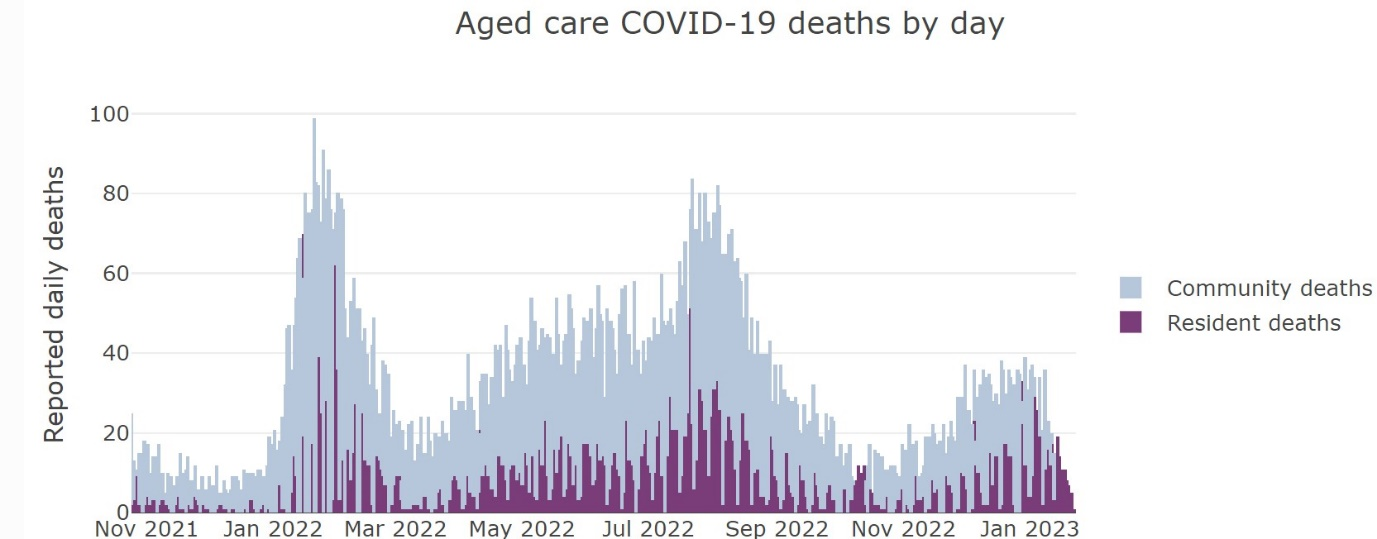 Aged care COVID-19 deaths by day
Reported daily deaths
100
80
60
40
20
0
Nov 2021 Jan 2022 Mar 2022 May 2022 Jul 2022 Sep 2022 Nov 2022 Jan 2023
Community deaths
Resident deaths